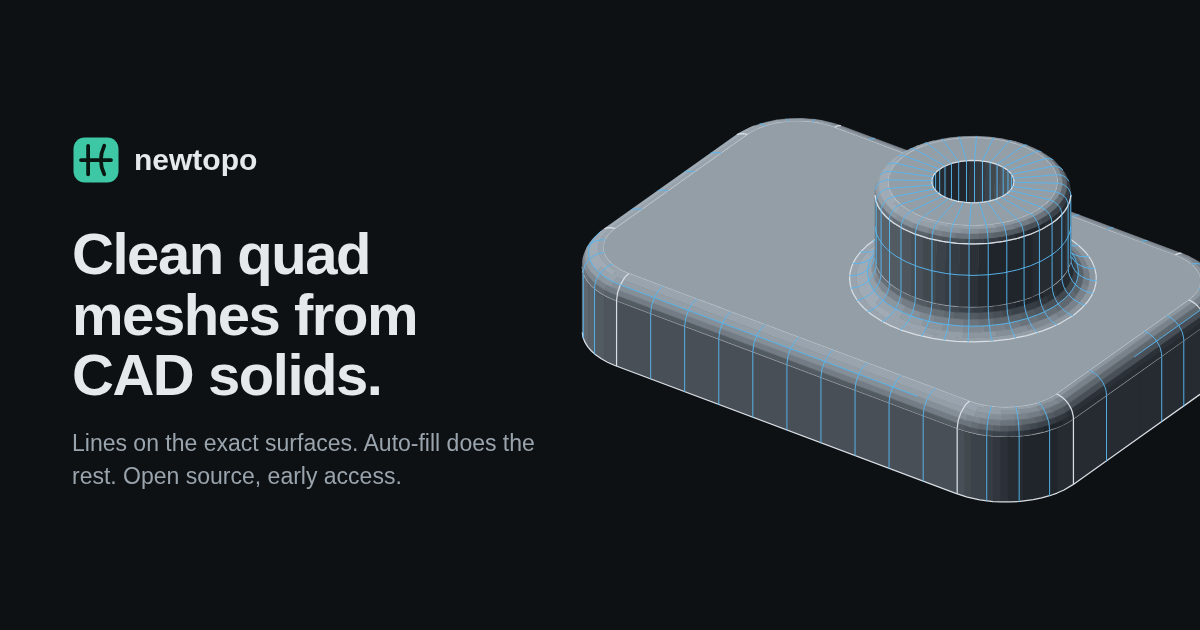 newtopo
Clean quad
meshes from
CAD solids.
Lines on the exact surfaces. Auto-fill does the
rest. Open source, early access.